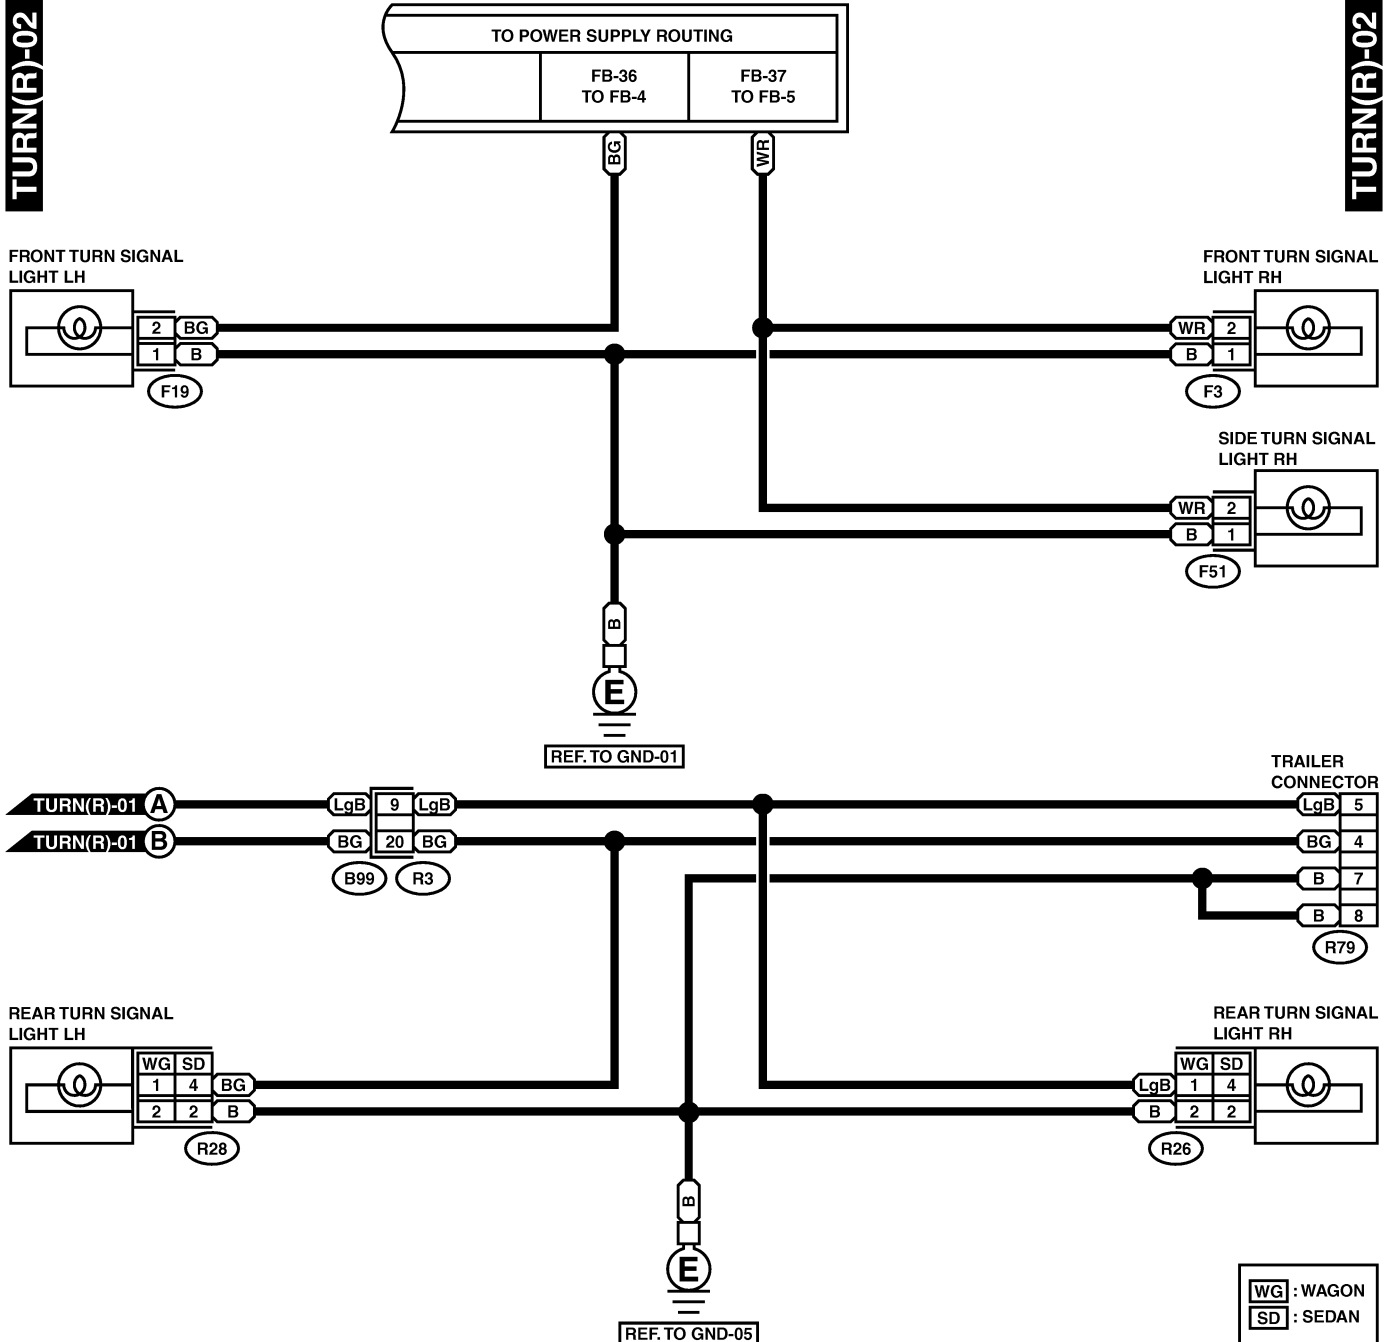 TURN(R)-02
TURN(R)-02
TO POWER SUPPLY ROUTING
FB-36
TO FB-4
FB-37
TO FB-5
BG
WR
FRONT TURN SIGNAL
LIGHT LH
2 BG
1 B
F19
FRONT TURN SIGNAL
LIGHT RH
WR 2
B 1
F3
SIDE TURN SIGNAL
LIGHT RH
WR 2
B 1
F51
B
E
REF. TO GND-01
TURN(R)-01 A
LgB 9 LgB
TURN(R)-01 B
BG 20 BG
B99 R3
TRAILER
CONNECTOR
LgB 5
BG 4
B 7
B 8
R79
REAR TURN SIGNAL
LIGHT LH
WG SD
1 4 BG
2 2 B
R28
REAR TURN SIGNAL
LIGHT RH
WG SD
LgB 1 4
B 2 2
R26
B
E
REF. TO GND-05
WG : WAGON
SD : SEDAN